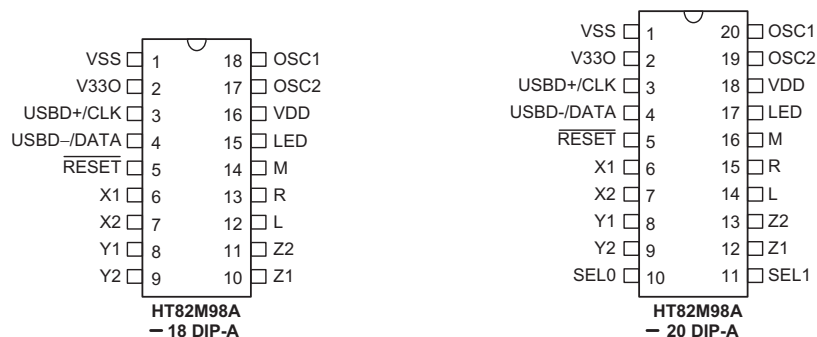 VSS 1 18 OSC1
V33O 2 17 OSC2
USBD+/CLK 3 16 VDD
USBD−/DATA 4 15 LED
RESET 5 14 M
X1 6 13 R
X2 7 12 L
Y1 8 11 Z2
Y2 9 10 Z1
HT82M98A
— 18 DIP-A
VSS 1 20 OSC1
V33O 2 19 OSC2
USBD+/CLK 3 18 VDD
USBD-/DATA 4 17 LED
RESET 5 16 M
X1 6 15 R
X2 7 14 L
Y1 8 13 Z2
Y2 9 12 Z1
SEL0 10 11 SEL1
HT82M98A
— 20 DIP-A